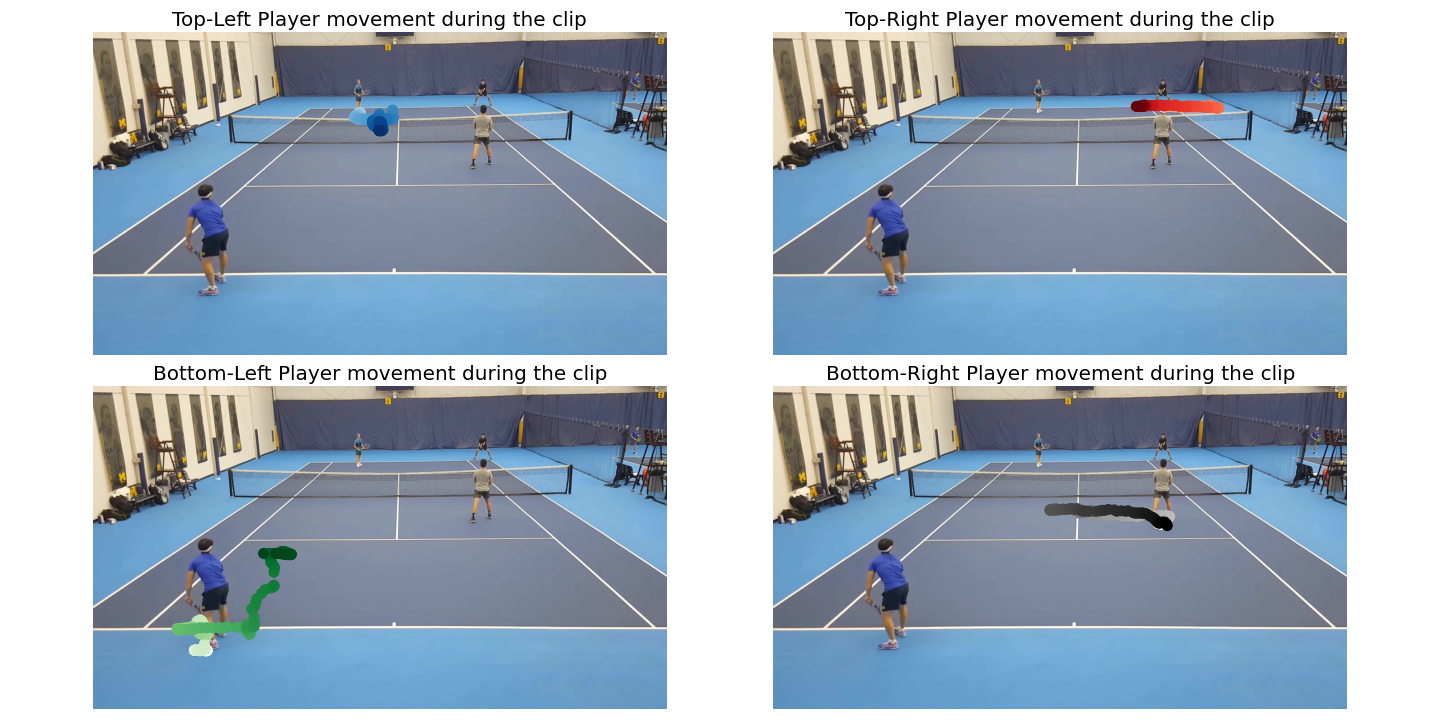 Top-Left Player movement during the clip
Top-Right Player movement during the clip
Bottom-Left Player movement during the clip
Bottom-Right Player movement during the clip